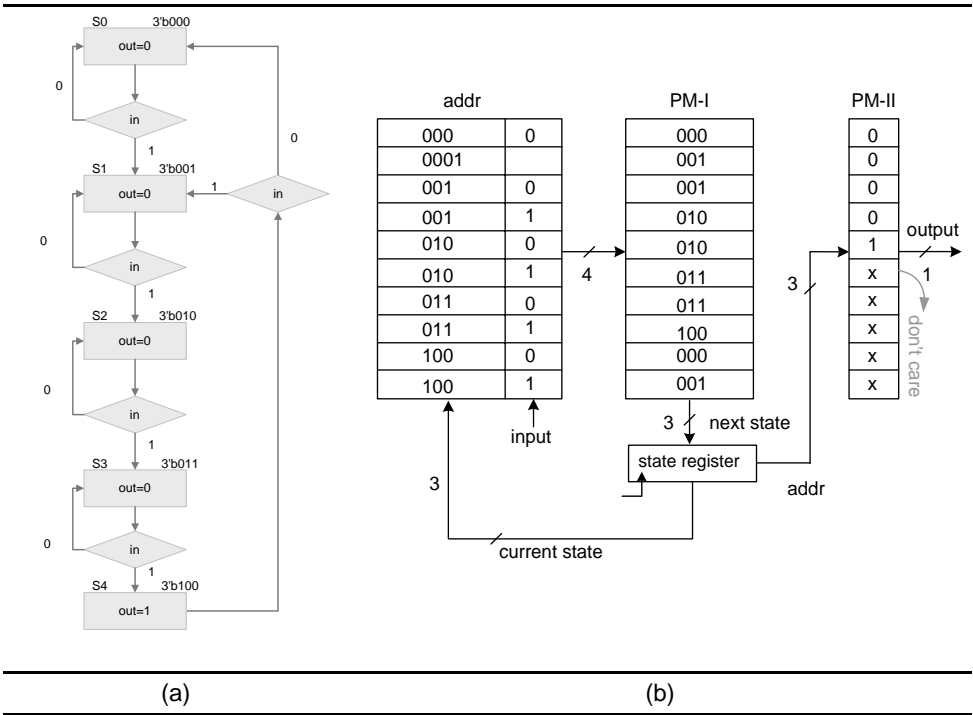 S0 3'b000
out=0
0
in
0
1
S1 3'b001
1
out=0
in
0
in
1
S2 3'b010
out=0
0
in
1
S3 3'b011
out=0
0
in
1
S4 3'b100
out=1
addr PM-I PM-II
000 0 000 0
0001 001 0
001 0 001 0
001 1 010 0
010 0 010 1
010 1 011 x
011 0 011 x
011 1 100 x
100 0 000 x
100 1 001 x
4
output
1
3
don't care
input
3 next state
state register
addr
3
current state
(a) (b)